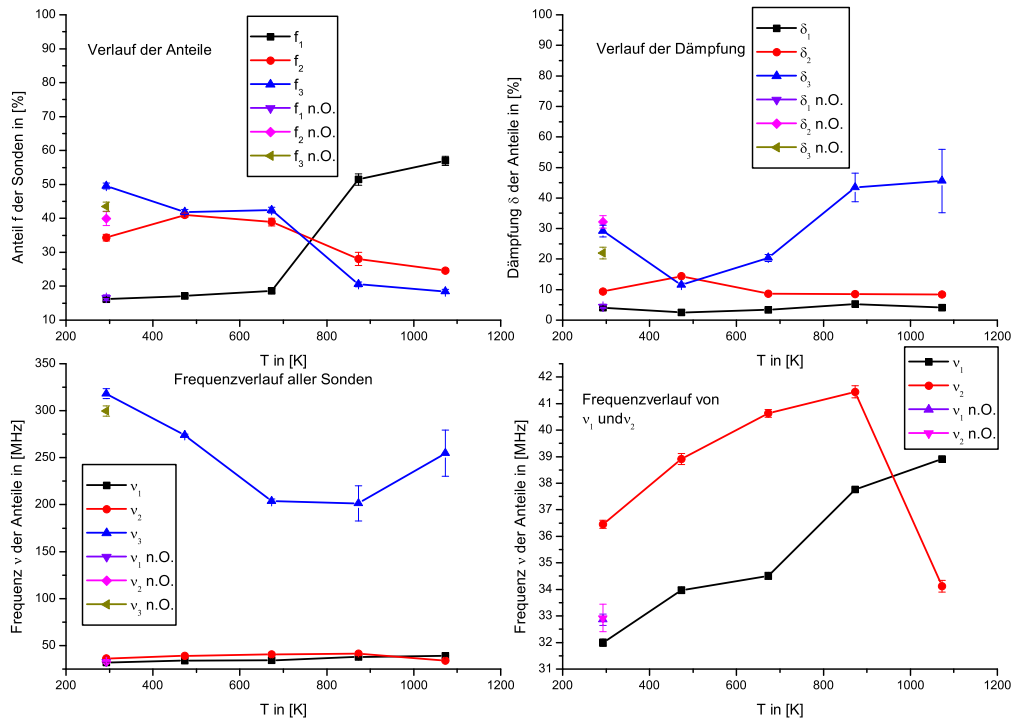 Verlauf der Anteile
f1
f2
f3
f1 n.O.
f2 n.O.
f3 n.O.
Anteil f der Sonden in [%]
100
90
80
70
60
50
40
30
20
10
200 400 600 800 1000 1200
T in [K]
Verlauf der Dämpfung
δ1
δ2
δ3
δ1 n.O.
δ2 n.O.
δ3 n.O.
Dämpfung δ der Anteile in [%]
100
90
80
70
60
50
40
30
20
10
0
200 400 600 800 1000 1200
T in [K]
Frequenzverlauf aller Sonden
ν1
ν2
ν3
ν1 n.O.
ν2 n.O.
ν3 n.O.
Frequenz ν der Anteile in [MHz]
350
300
250
200
150
100
50
200 400 600 800 1000 1200
T in [K]
Frequenzverlauf von
ν1 undν2
ν1
ν2
ν1 n.O.
ν2 n.O.
Frequenz ν der Anteile in [MHz]
42
41
40
39
38
37
36
35
34
33
32
31
200 400 600 800 1000 1200
T in [K]